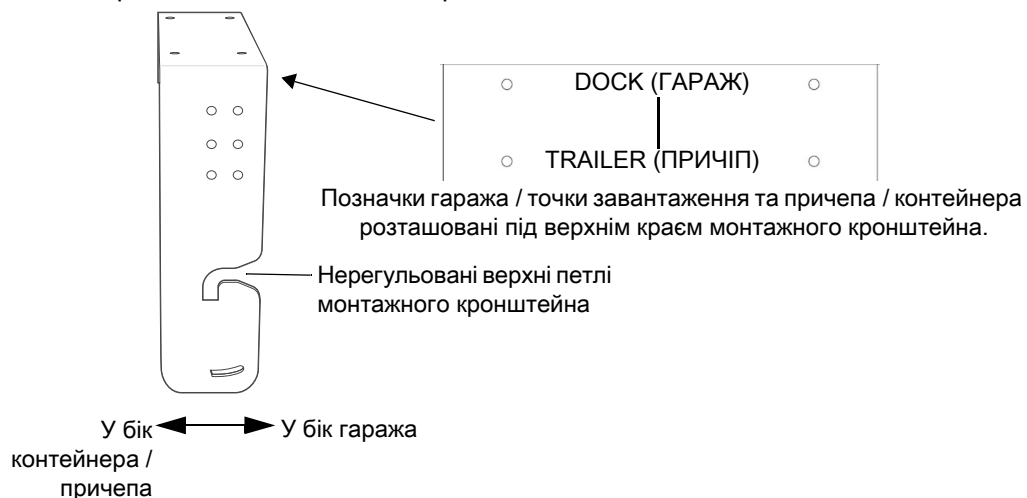 DOCK (ГАРАЖ)
TRAILER (ПРИЧІП)
Позначки гаража / точки завантаження та причепа / контейнера
розташовані під верхнім краєм монтажного кронштейна.
Нерегульовані верхні петлі
монтажного кронштейна
У бік
контейнера /
причепа
У бік гаража